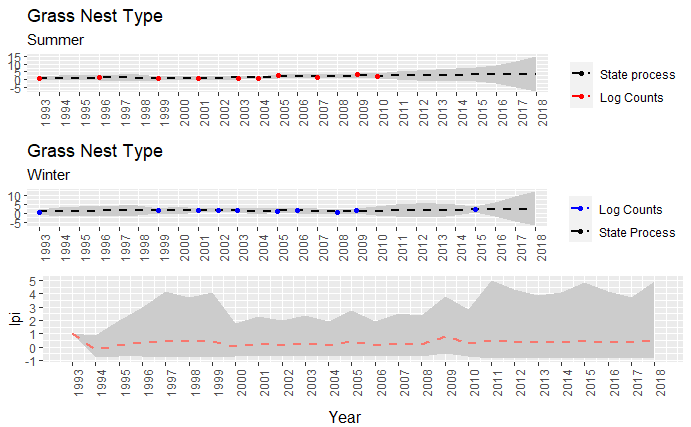 Grass Nest Type
Summer
15
10
5
0
-5
1993 1994 1995 1996 1997 1998 1999 2000 2001 2002 2003 2004 2005 2006 2007 2008 2009 2010 2011 2012 2013 2014 2015 2016 2017 2018
State process
Log Counts
Grass Nest Type
Winter
10
5
0
-5
1993 1994 1995 1996 1997 1998 1999 2000 2001 2002 2003 2004 2005 2006 2007 2008 2009 2010 2011 2012 2013 2014 2015 2016 2017 2018
Log Counts
State Process
lpi
5
4
3
2
1
0
-1
1993 1994 1995 1996 1997 1998 1999 2000 2001 2002 2003 2004 2005 2006 2007 2008 2009 2010 2011 2012 2013 2014 2015 2016 2017 2018
Year